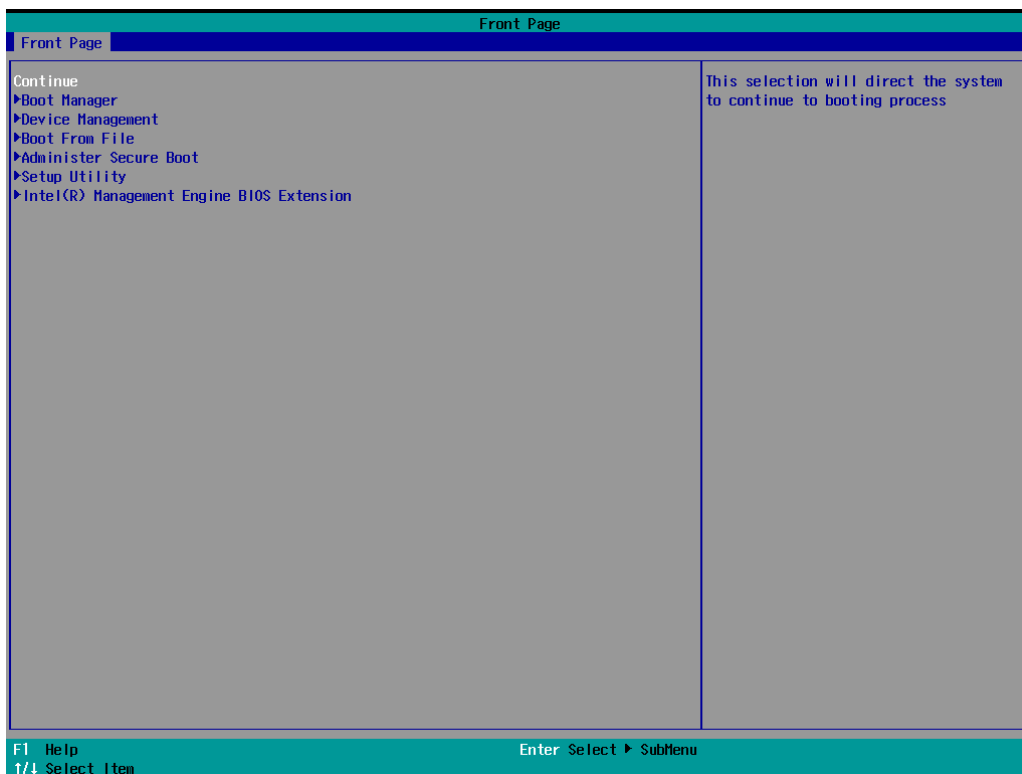 Front Page
Front Page
Continue
▶Boot Manager
▶Device Management
▶Boot From File
▶Administer Secure Boot
▶Setup Utility
▶Intel(R) Management Engine BIOS Extension
This selection will direct the system
to continue to booting process
F1 Help
Enter Select ▶ SubMenu
↑/↓ Select Item